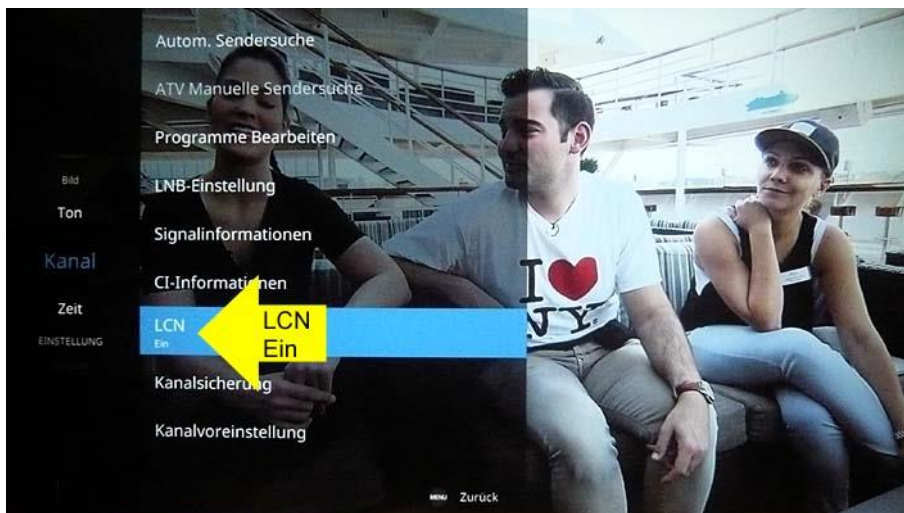 Autom. Sendersuche
ATV Manuelle Sendersuche
Programme Bearbeiten
LNB-Einstellung
Signalinformationen
CI-Informationen
LCN
Ein
Kanalsicherung
Kanalvoreinstellung
Bild
Ton
Kanal
Zeit
EINSTELLUNG
LCN
Ein
I
NY.
MENU Zurück